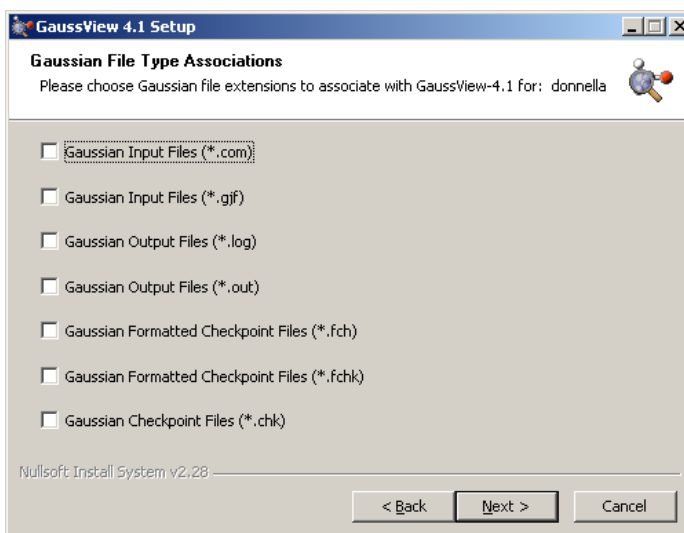 GaussView 4.1 Setup
Gaussian File Type Associations
Please choose Gaussian file extensions to associate with GaussView-4.1 for: donnella
Gaussian Input Files (*.com)
Gaussian Input Files (*.gjf)
Gaussian Output Files (*.log)
Gaussian Output Files (*.out)
Gaussian Formatted Checkpoint Files (*.fch)
Gaussian Formatted Checkpoint Files (*.fchk)
Gaussian Checkpoint Files (*.chk)
Nullsoft Install System v2.28
< Back Next > Cancel